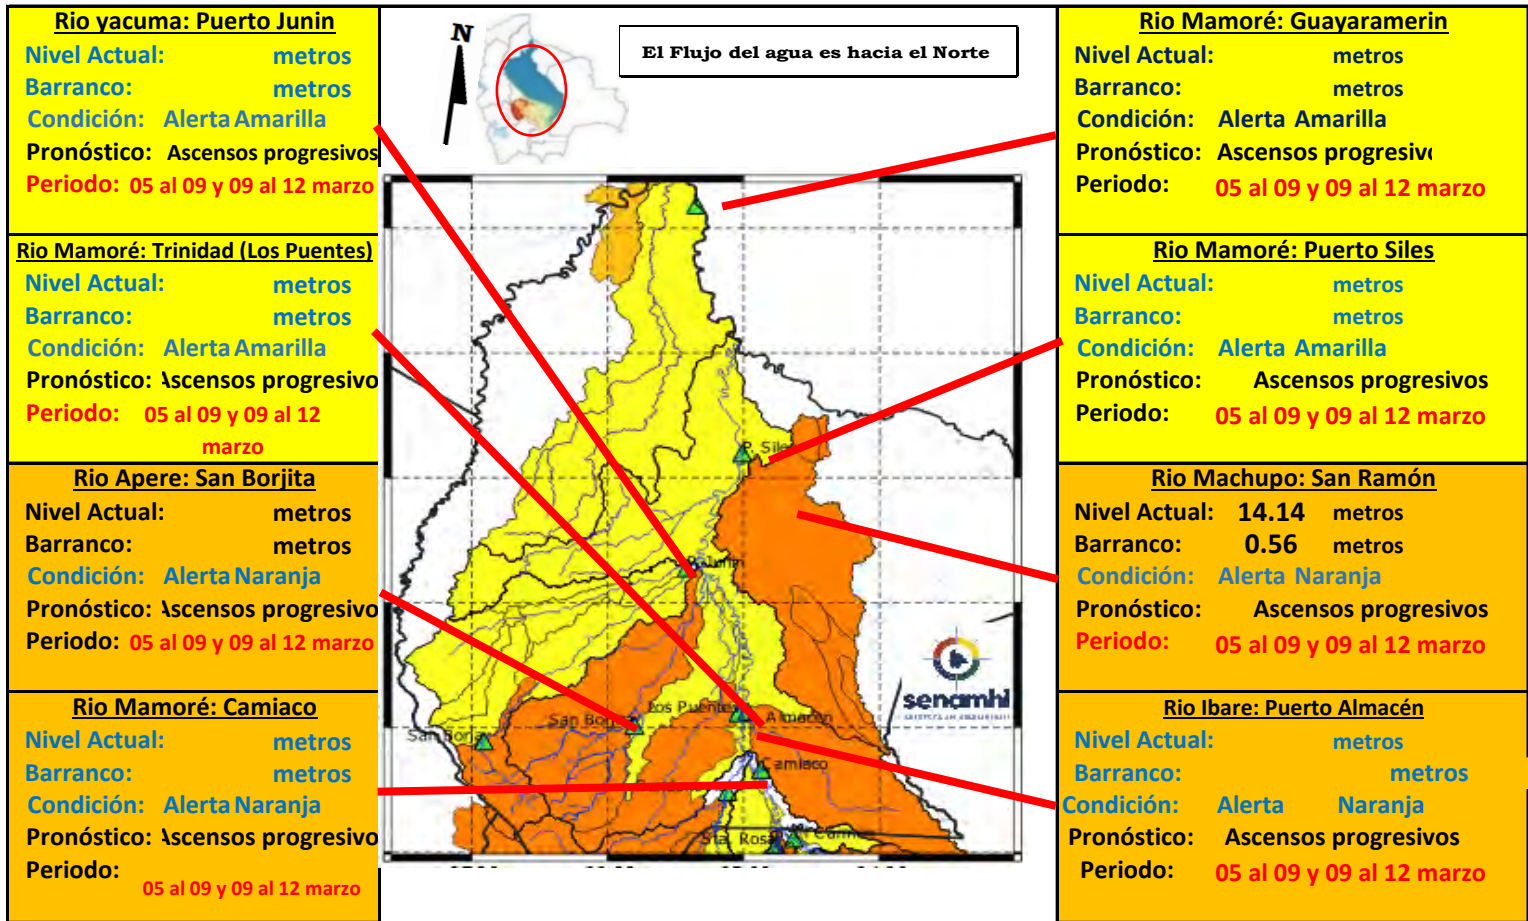 Rio yacuma: Puerto Junin
Nivel Actual: metros
Barranco: metros
Condición: Alerta Amarilla
Pronóstico: Ascensos progresivos
Periodo: 05 al 09 y 09 al 12 marzo
Rio Mamoré: Trinidad (Los Puentes)
Nivel Actual: metros
Barranco: metros
Condición: Alerta Amarilla
Pronóstico: Ascensos progresivo
Periodo: 05 al 09 y 09 al 12
marzo
Rio Apere: San Borjita
Nivel Actual: metros
Barranco: metros
Condición: Alerta Naranja
Pronóstico: Ascensos progresivo
Periodo: 05 al 09 y 09 al 12 marzo
Rio Mamoré: Camiaco
Nivel Actual: metros
Barranco: metros
Condición: Alerta Naranja
Pronóstico: Ascensos progresivo
Periodo:
05 al 09 y 09 al 12 marzo
N
El Flujo del agua es hacia el Norte
P. Siles
P. Junin
senamhi
Los Puentes
Almacén
San Borjita
San Borja
Camiaco
Sta. Rosa
Rio Mamoré: Guayaramerin
Nivel Actual: metros
Barranco: metros
Condición: Alerta Amarilla
Pronóstico: Ascensos progresiv
Periodo: 05 al 09 y 09 al 12 marzo
Rio Mamoré: Puerto Siles
Nivel Actual: metros
Barranco: metros
Condición: Alerta Amarilla
Pronóstico: Ascensos progresivos
Periodo: 05 al 09 y 09 al 12 marzo
Rio Machupo: San Ramón
Nivel Actual: 14.14 metros
Barranco: 0.56 metros
Condición: Alerta Naranja
Pronóstico: Ascensos progresivos
Periodo: 05 al 09 y 09 al 12 marzo
Rio Ibare: Puerto Almacén
Nivel Actual: metros
Barranco: metros
Condición: Alerta Naranja
Pronóstico: Ascensos progresivos
Periodo: 05 al 09 y 09 al 12 marzo